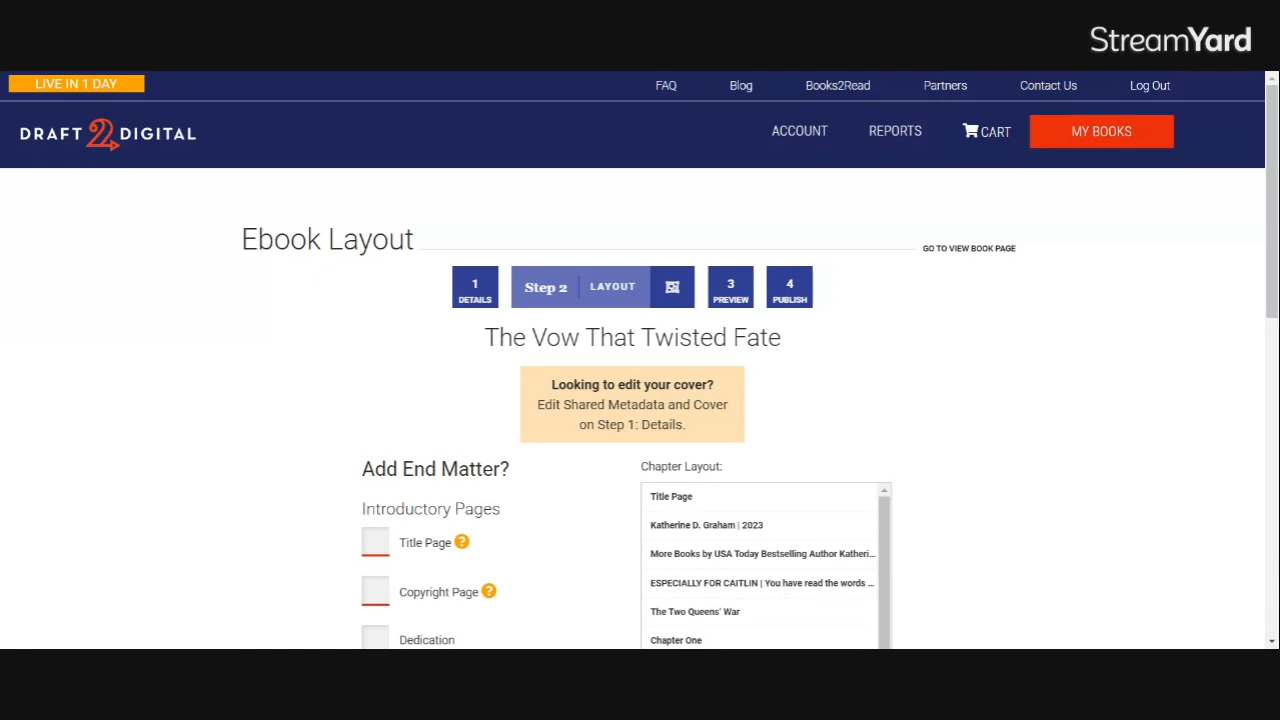 StreamYard
LIVE IN 1 DAY
FAQ Blog Books2Read Partners Contact Us Log Out
DRAFT 2 DIGITAL
ACCOUNT REPORTS CART MY BOOKS
Ebook Layout
GO TO VIEW BOOK PAGE
1 DETAILS
Step 2 LAYOUT
3 PREVIEW
4 PUBLISH
The Vow That Twisted Fate
Looking to edit your cover?
Edit Shared Metadata and Cover
on Step 1: Details.
Add End Matter?
Introductory Pages
Title Page ?
Copyright Page ?
Dedication
Chapter Layout:
Title Page
Katherine D. Graham | 2023
More Books by USA Today Bestselling Author Katheri...
ESPECIALLY FOR CAITLIN | You have read the words ...
The Two Queens' War
Chapter One